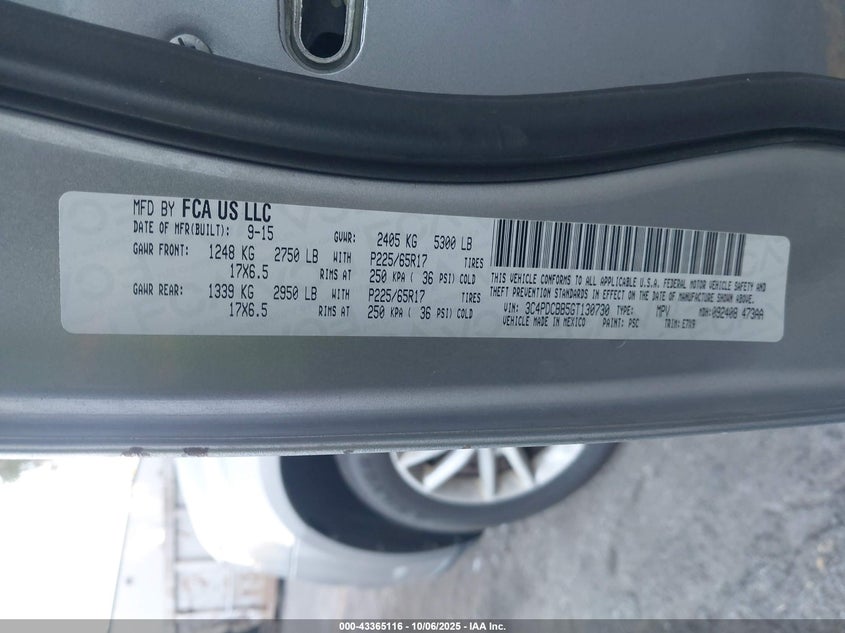 MFD BY FCA US LLC
DATE OF MFR(BUILT): 9-15 GVWR: 2405 KG 5300 LB
GAWR FRONT: 1248 KG 2750 LB WITH P225/65R17 TIRES
17X6.5 RIMS AT 250 KPA ( 36 PSI) COLD
GAWR REAR: 1339 KG 2950 LB WITH P225/65R17 TIRES
17X6.5 RIMS AT 250 KPA ( 36 PSI) COLD
THIS VEHICLE CONFORMS TO ALL APPLICABLE U.S.A. FEDERAL MOTOR VEHICLE SAFETY AND
THEFT PREVENTION STANDARDS IN EFFECT ON THE DATE OF MANUFACTURE SHOWN ABOVE.
VIN: 3C4PDCBB5GT130730 TYPE: MPV MDH: 092408 473AA
VEHICLE MADE IN MEXICO PAINT: PSC TRIM: E7X9
000-43365116 - 10/06/2025 - IAA Inc.